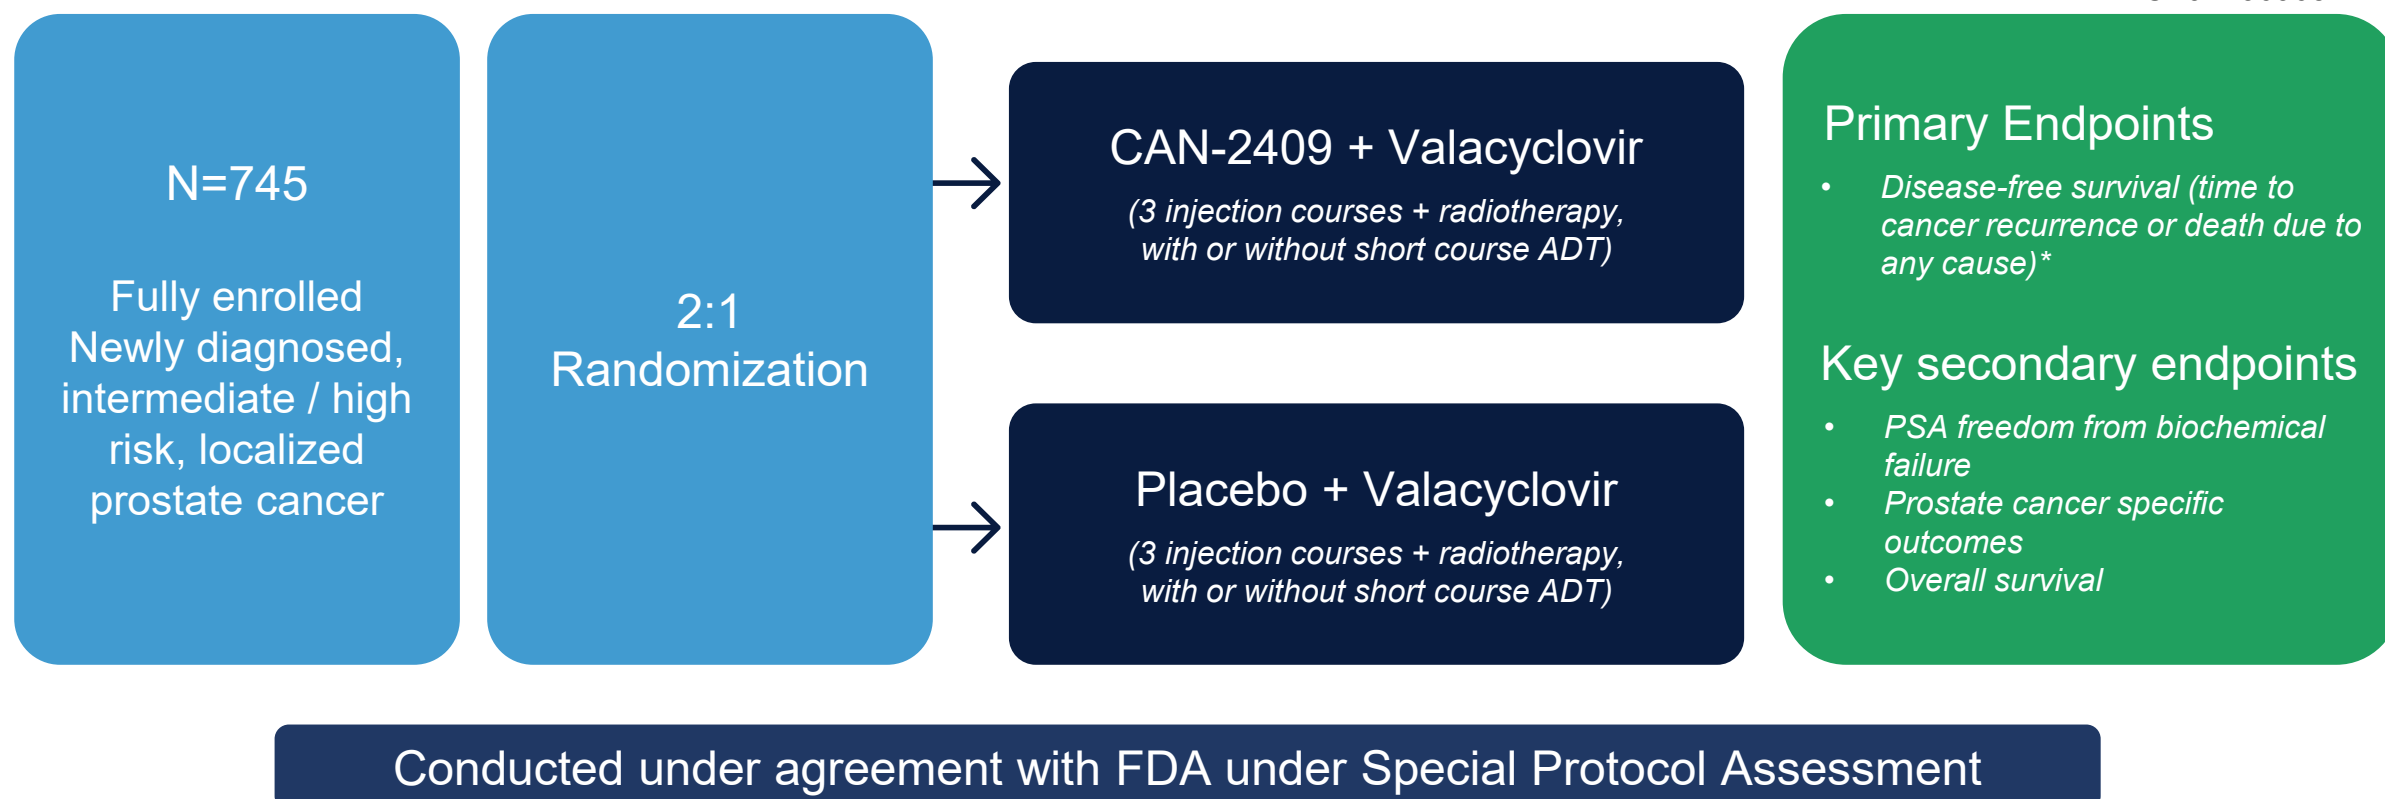 N=745
Fully enrolled
Newly diagnosed,
intermediate / high
risk, localized
prostate cancer
2:1
Randomization
CAN-2409 + Valacyclovir
(3 injection courses + radiotherapy,
with or without short course ADT)
Placebo + Valacyclovir
(3 injection courses + radiotherapy,
with or without short course ADT)
Primary Endpoints
• Disease-free survival (time to
cancer recurrence or death due to
any cause)*
Key secondary endpoints
• PSA freedom from biochemical
failure
• Prostate cancer specific
outcomes
• Overall survival
Conducted under agreement with FDA under Special Protocol Assessment